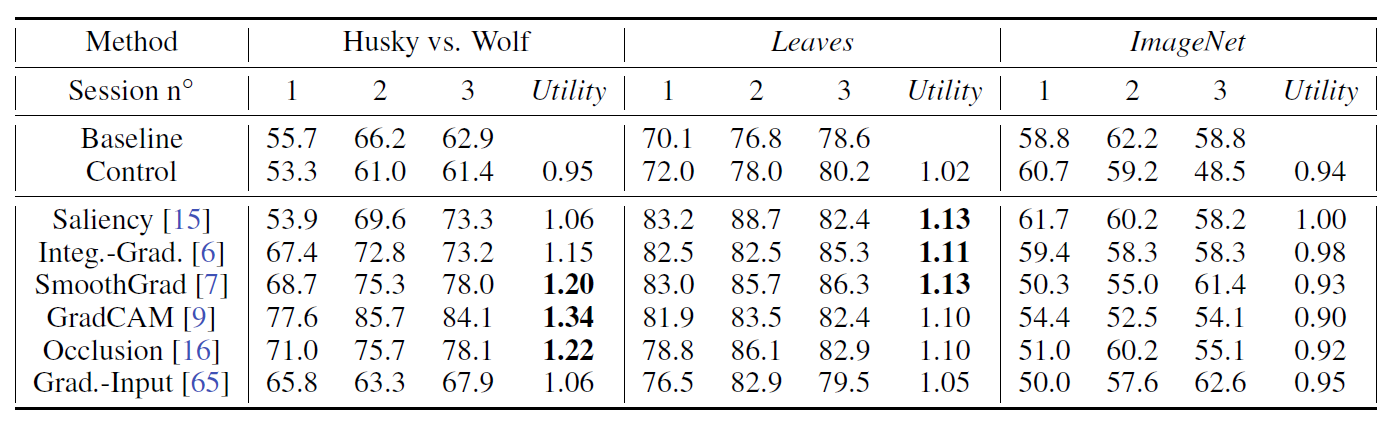 Method Husky vs. Wolf Leaves ImageNet
Session n° 1 2 3 Utility 1 2 3 Utility 1 2 3 Utility
Baseline 55.7 66.2 62.9 70.1 76.8 78.6 58.8 62.2 58.8
Control 53.3 61.0 61.4 0.95 72.0 78.0 80.2 1.02 60.7 59.2 48.5 0.94
Saliency [15] 53.9 69.6 73.3 1.06 83.2 88.7 82.4 1.13 61.7 60.2 58.2 1.00
Integ.-Grad. [6] 67.4 72.8 73.2 1.15 82.5 82.5 85.3 1.11 59.4 58.3 58.3 0.98
SmoothGrad [7] 68.7 75.3 78.0 1.20 83.0 85.7 86.3 1.13 50.3 55.0 61.4 0.93
GradCAM [9] 77.6 85.7 84.1 1.34 81.9 83.5 82.4 1.10 54.4 52.5 54.1 0.90
Occlusion [16] 71.0 75.7 78.1 1.22 78.8 86.1 82.9 1.10 51.0 60.2 55.1 0.92
Grad.-Input [65] 65.8 63.3 67.9 1.06 76.5 82.9 79.5 1.05 50.0 57.6 62.6 0.95